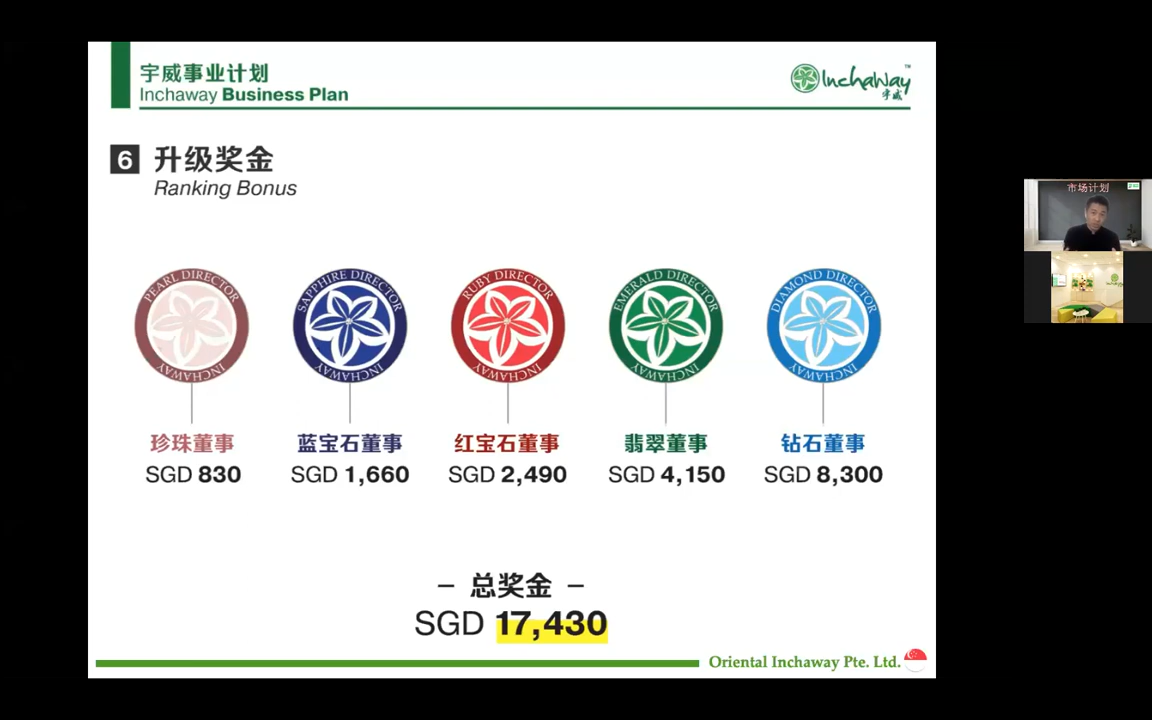 宇威事业计划
Inchaway Business Plan
InchaWay™
宇威
6 升级奖金
Ranking Bonus
PEARL DIRECTOR
INCHAWAY
SAPPHIRE DIRECTOR
INCHAWAY
RUBY DIRECTOR
INCHAWAY
EMERALD DIRECTOR
INCHAWAY
DIAMOND DIRECTOR
INCHAWAY
珍珠董事
SGD 830
蓝宝石董事
SGD 1,660
红宝石董事
SGD 2,490
翡翠董事
SGD 4,150
钻石董事
SGD 8,300
– 总奖金 –
SGD 17,430
Oriental Inchaway Pte. Ltd.
市场计划